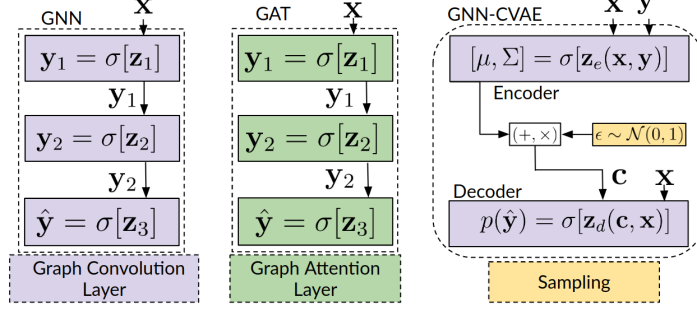 GNN
x
y₁ = σ[z₁]
y₁
y₂ = σ[z₂]
y₂
ŷ = σ[z₃]
Graph Convolution
Layer
GAT
x
y₁ = σ[z₁]
y₁
y₂ = σ[z₂]
y₂
ŷ = σ[z₃]
Graph Attention
Layer
GNN-CVAE
x y
[μ, Σ] = σ[zₑ(x, y)]
Encoder
(+, ×)
ϵ ∼ 𝒩(0, 1)
c
x
Decoder
p(ŷ) = σ[z_d(c, x)]
Sampling